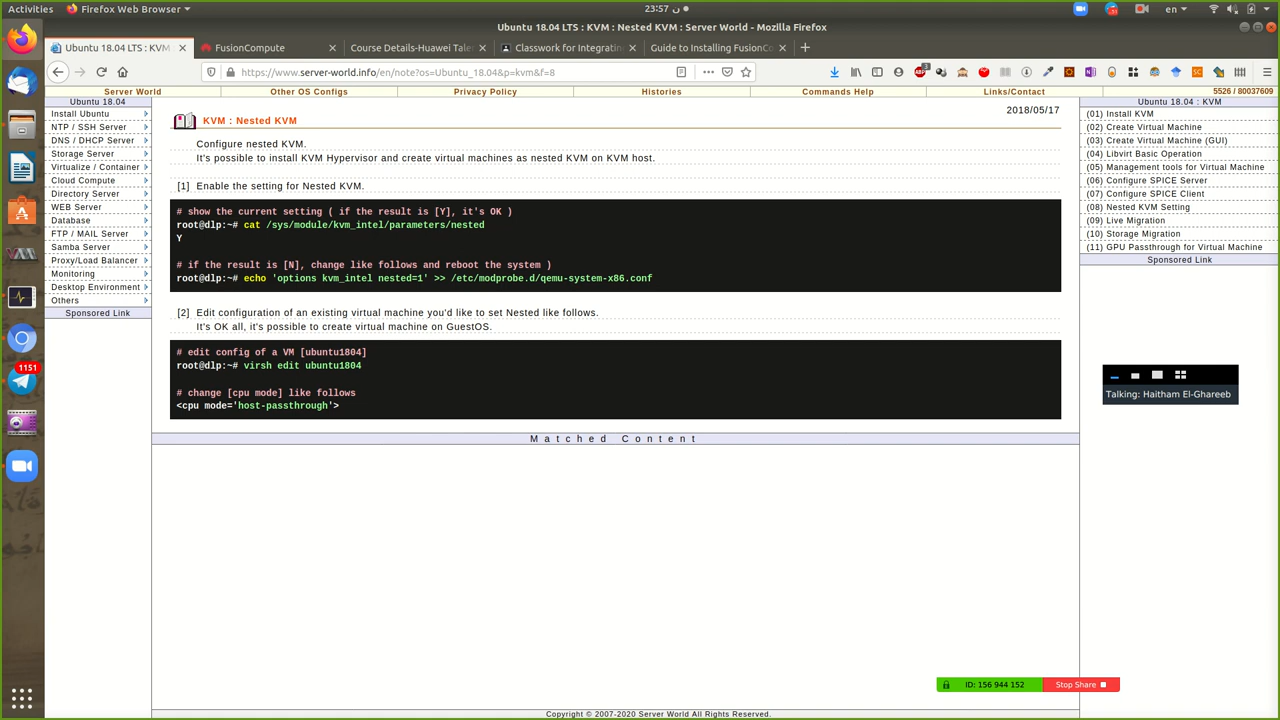 Activities
Firefox Web Browser
23:57 ن
en
Ubuntu 18.04 LTS : KVM : Nested KVM : Server World - Mozilla Firefox
Ubuntu 18.04 LTS : KVM
FusionCompute
Course Details-Huawei Taler
Classwork for Integratin
Guide to Installing FusionCo
https://www.server-world.info/en/note?os=Ubuntu_18.04&p=kvm&f=8
3
Server World
Other OS Configs
Privacy Policy
Histories
Commands Help
Links/Contact
5526 / 80037609
Ubuntu 18.04
Install Ubuntu
NTP / SSH Server
DNS / DHCP Server
Storage Server
Virtualize / Container
Cloud Compute
Directory Server
WEB Server
Database
FTP / MAIL Server
Samba Server
Proxy/Load Balancer
Monitoring
Desktop Environment
Others
Sponsored Link
1151
KVM : Nested KVM
2018/05/17
Configure nested KVM.
It's possible to install KVM Hypervisor and create virtual machines as nested KVM on KVM host.
[1] Enable the setting for Nested KVM.
# show the current setting ( if the result is [Y], it's OK )
root@dlp:~# cat /sys/module/kvm_intel/parameters/nested
Y
# if the result is [N], change like follows and reboot the system )
root@dlp:~# echo 'options kvm_intel nested=1' >> /etc/modprobe.d/qemu-system-x86.conf
[2] Edit configuration of an existing virtual machine you'd like to set Nested like follows.
It's OK all, it's possible to create virtual machine on GuestOS.
# edit config of a VM [ubuntu1804]
root@dlp:~# virsh edit ubuntu1804
# change [cpu mode] like follows
<cpu mode='host-passthrough'>
Matched Content
Ubuntu 18.04 : KVM
(01) Install KVM
(02) Create Virtual Machine
(03) Create Virtual Machine (GUI)
(04) Libvirt Basic Operation
(05) Management tools for Virtual Machine
(06) Configure SPICE Server
(07) Configure SPICE Client
(08) Nested KVM Setting
(09) Live Migration
(10) Storage Migration
(11) GPU Passthrough for Virtual Machine
Sponsored Link
Talking: Haitham El-Ghareeb
ID: 156 944 152
Stop Share
Copyright © 2007-2020 Server World All Rights Reserved.